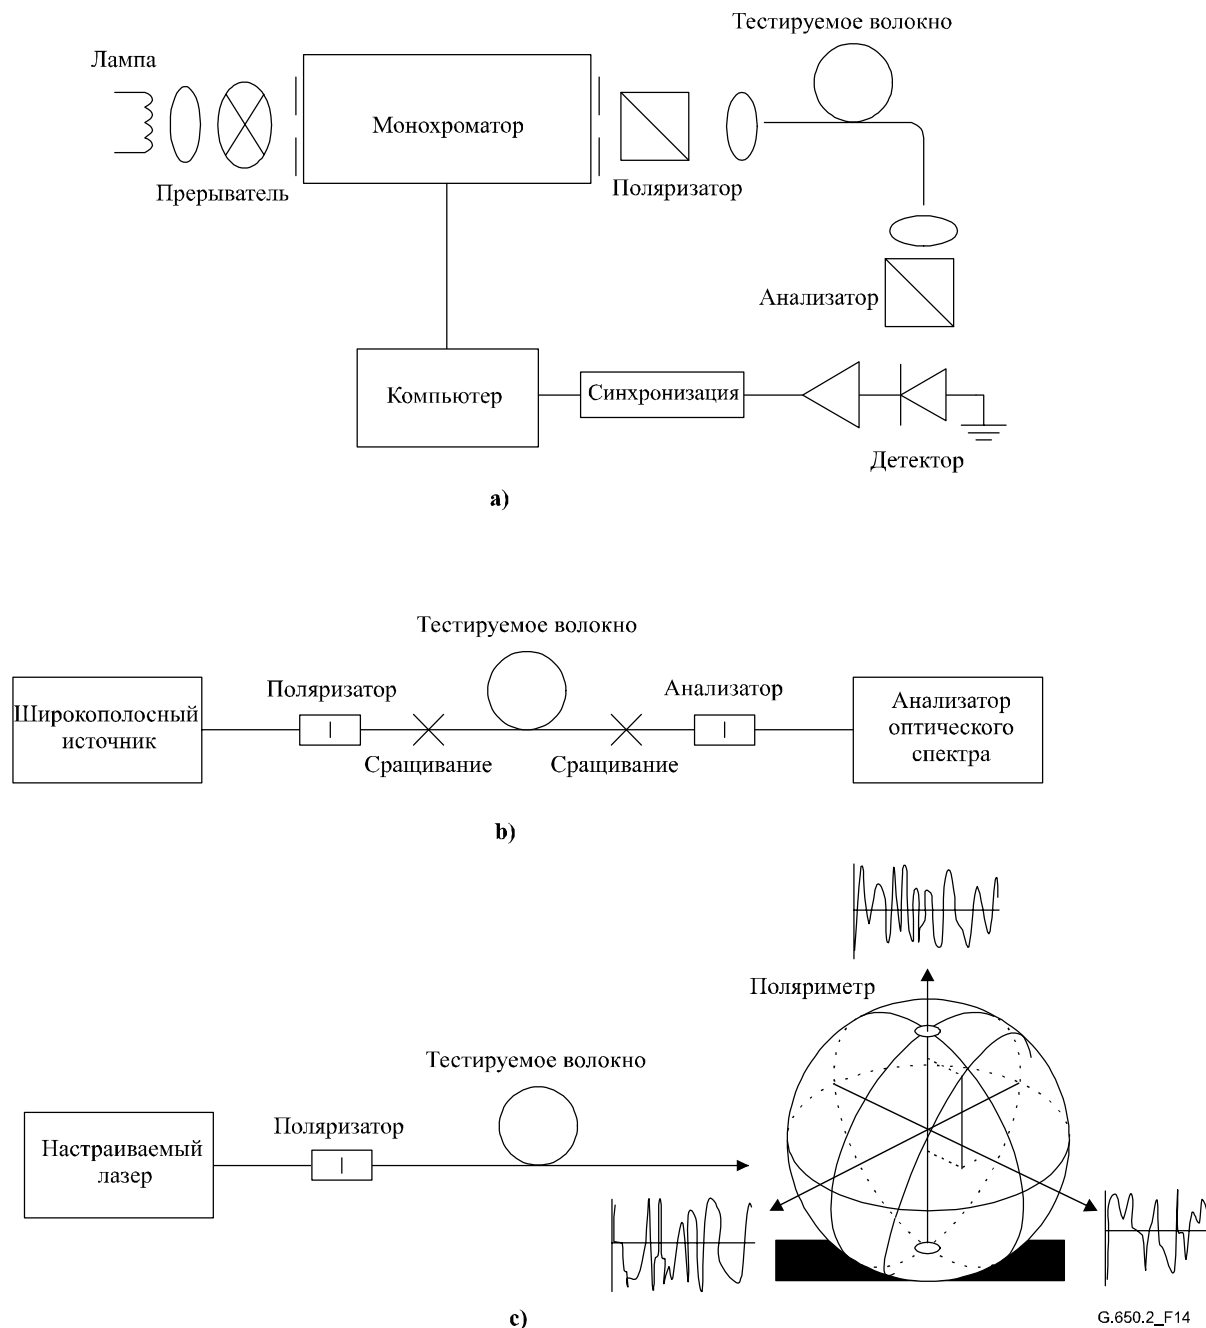 Тестируемое волокно
Лампа
Монохроматор
Прерыватель
Поляризатор
Анализатор
Компьютер
Синхронизация
Детектор
a)
Тестируемое волокно
Поляризатор
Анализатор
Широкополосный
источник
Анализатор
оптического
спектра
Сращивание
Сращивание
b)
Поляриметр
Тестируемое волокно
Поляризатор
Настраиваемый
лазер
c)
G.650.2_F14